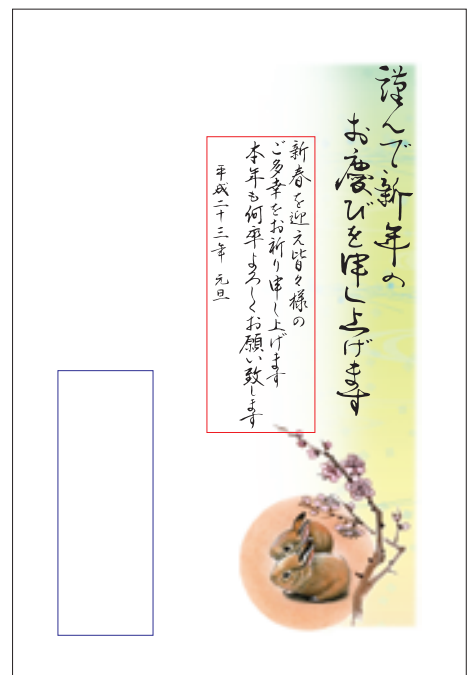 謹んで新年の
お慶びを申し上げます
新春を迎え皆々様の
ご多幸をお祈り申し上げます
本年も何卒よろしくお願い致します
平成二十三年 元旦